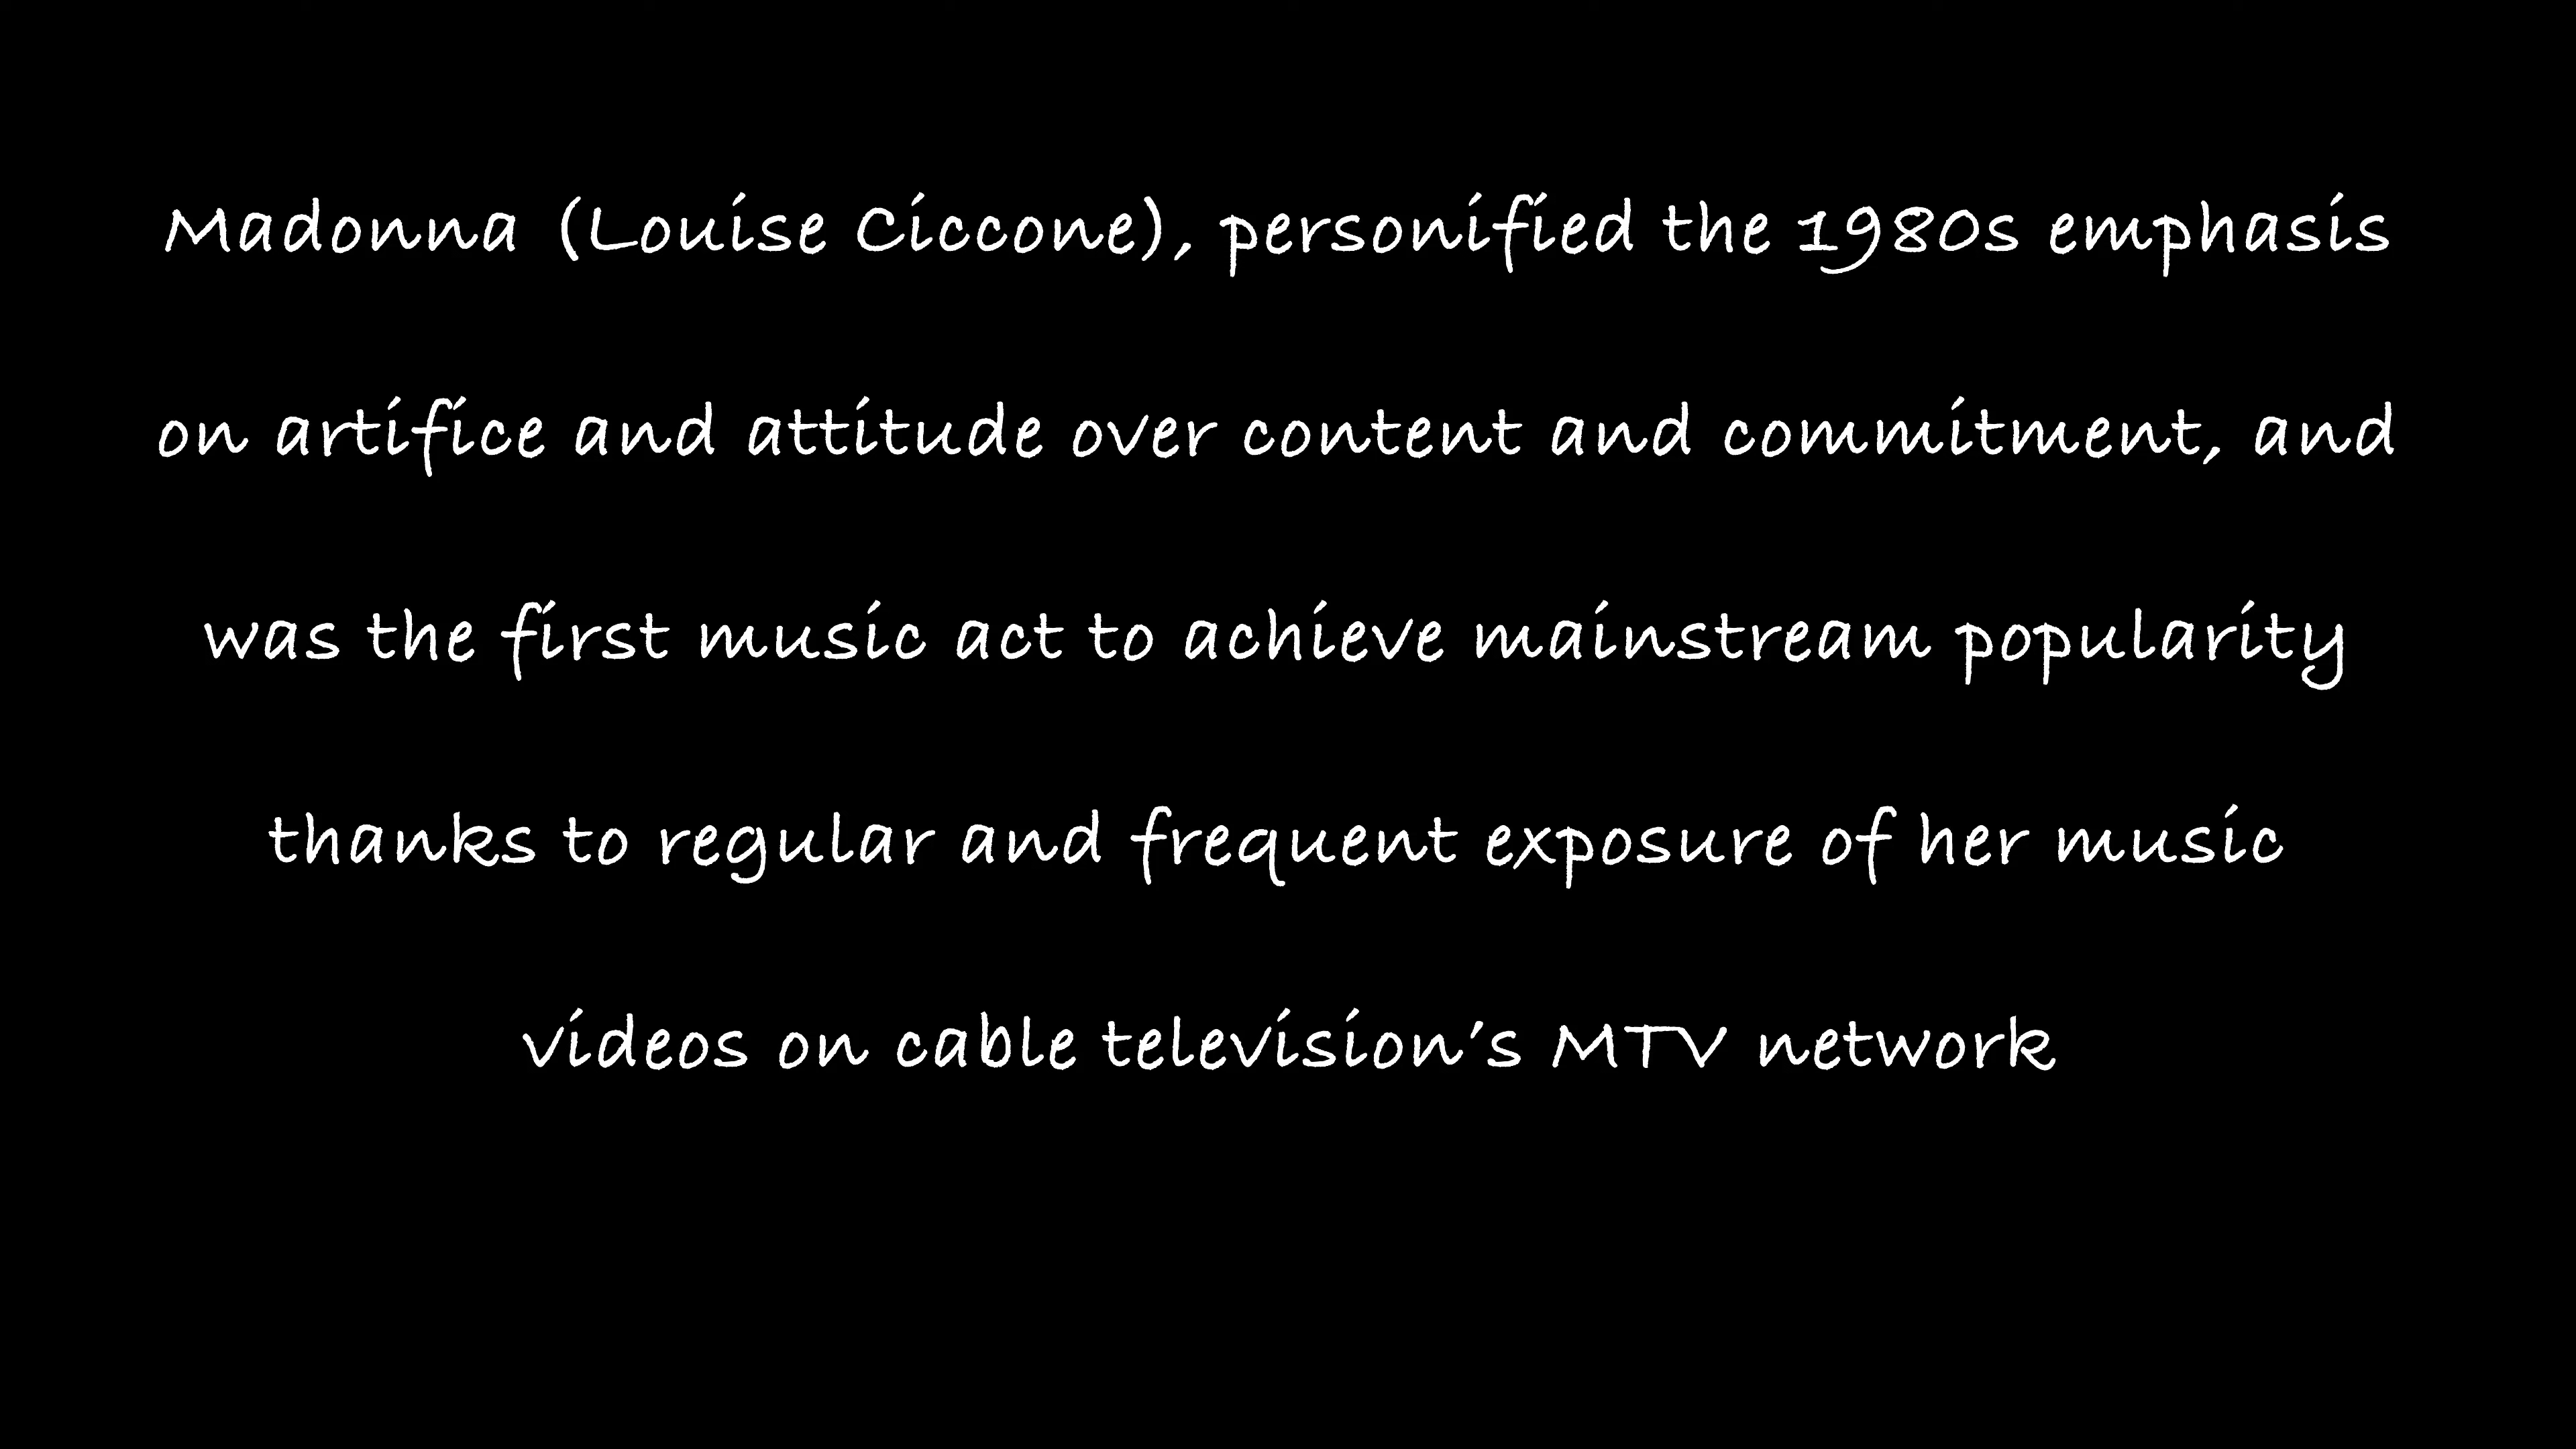 Madonna (Louise Ciccone), personified the 1980s emphasis
on artifice and attitude over content and commitment, and
was the first music act to achieve mainstream popularity
thanks to regular and frequent exposure of her music
videos on cable television’s MTV network